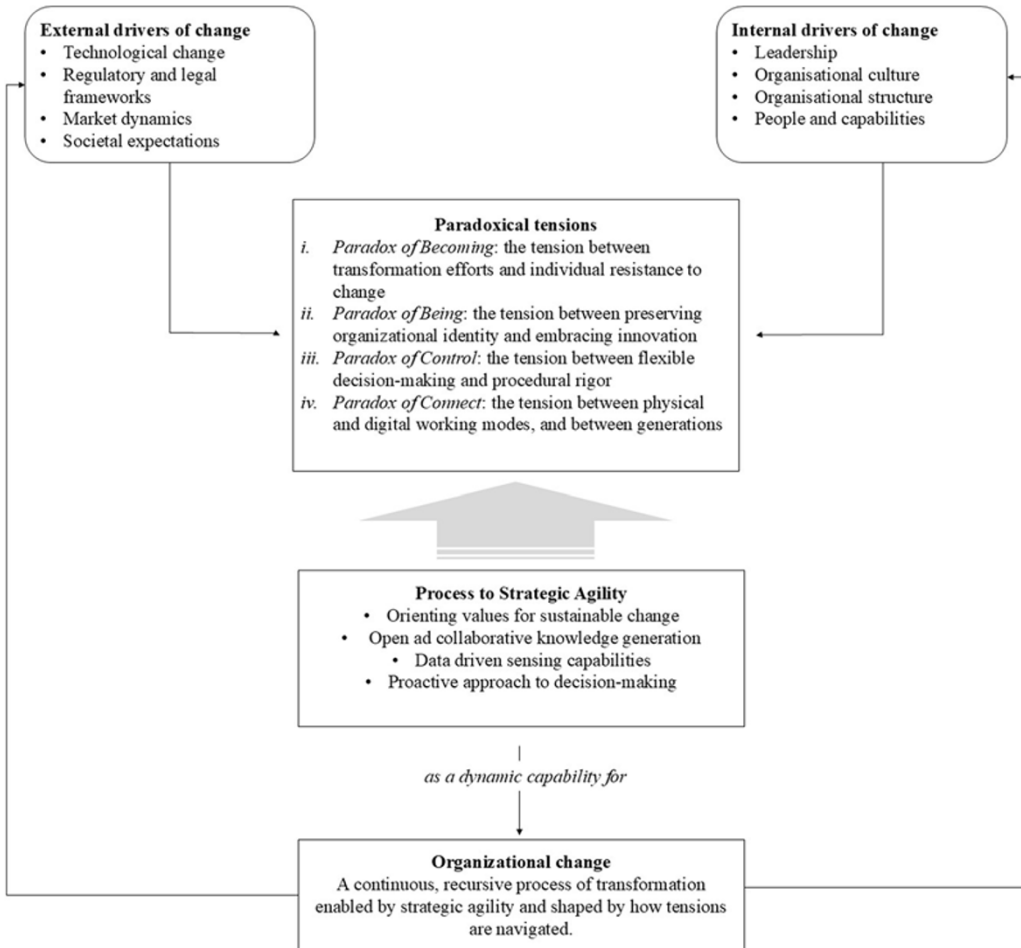 External drivers of change
• Technological change
• Regulatory and legal
frameworks
• Market dynamics
• Societal expectations
Internal drivers of change
• Leadership
• Organisational culture
• Organisational structure
• People and capabilities
Paradoxical tensions
i. Paradox of Becoming: the tension between
transformation efforts and individual resistance to
change
ii. Paradox of Being: the tension between preserving
organizational identity and embracing innovation
iii. Paradox of Control: the tension between flexible
decision-making and procedural rigor
iv. Paradox of Connect: the tension between physical
and digital working modes, and between generations
Process to Strategic Agility
• Orienting values for sustainable change
• Open ad collaborative knowledge generation
• Data driven sensing capabilities
• Proactive approach to decision-making
as a dynamic capability for
Organizational change
A continuous, recursive process of transformation
enabled by strategic agility and shaped by how tensions
are navigated.